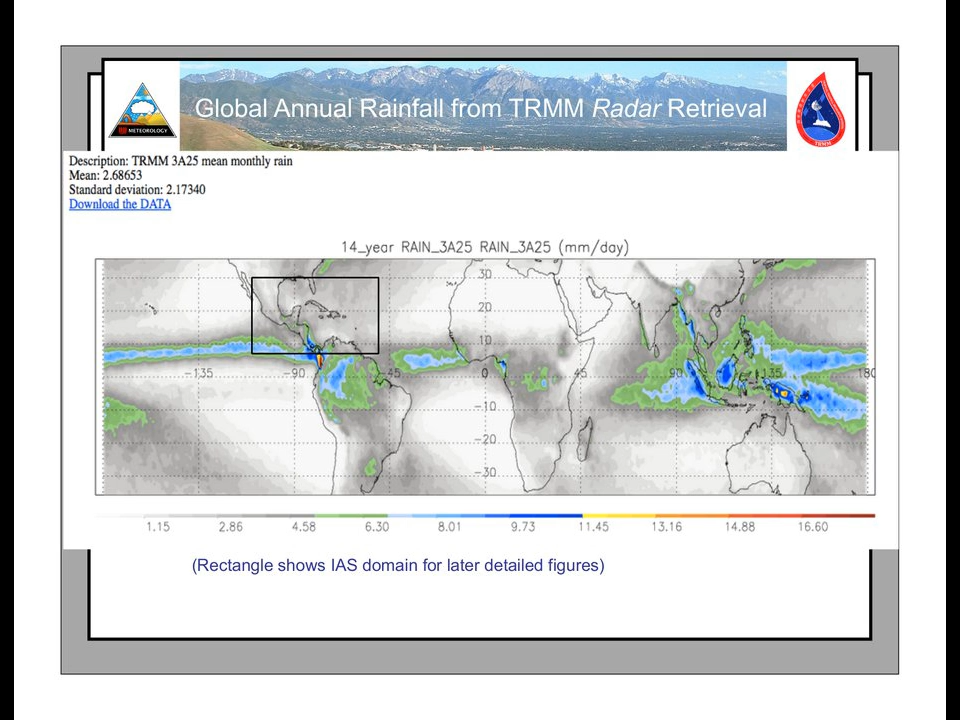 Global Annual Rainfall from TRMM Radar Retrieval
METEOROLOGY
TRMM
Description: TRMM 3A25 mean monthly rain
Mean: 2.68653
Standard deviation: 2.17340
Download the DATA
14_year RAIN_3A25 RAIN_3A25 (mm/day)
30
20
10
-135 -90 -45 0 45 90 135 180
-10
-20
-30
1.15 2.86 4.58 6.30 8.01 9.73 11.45 13.16 14.88 16.60
(Rectangle shows IAS domain for later detailed figures)